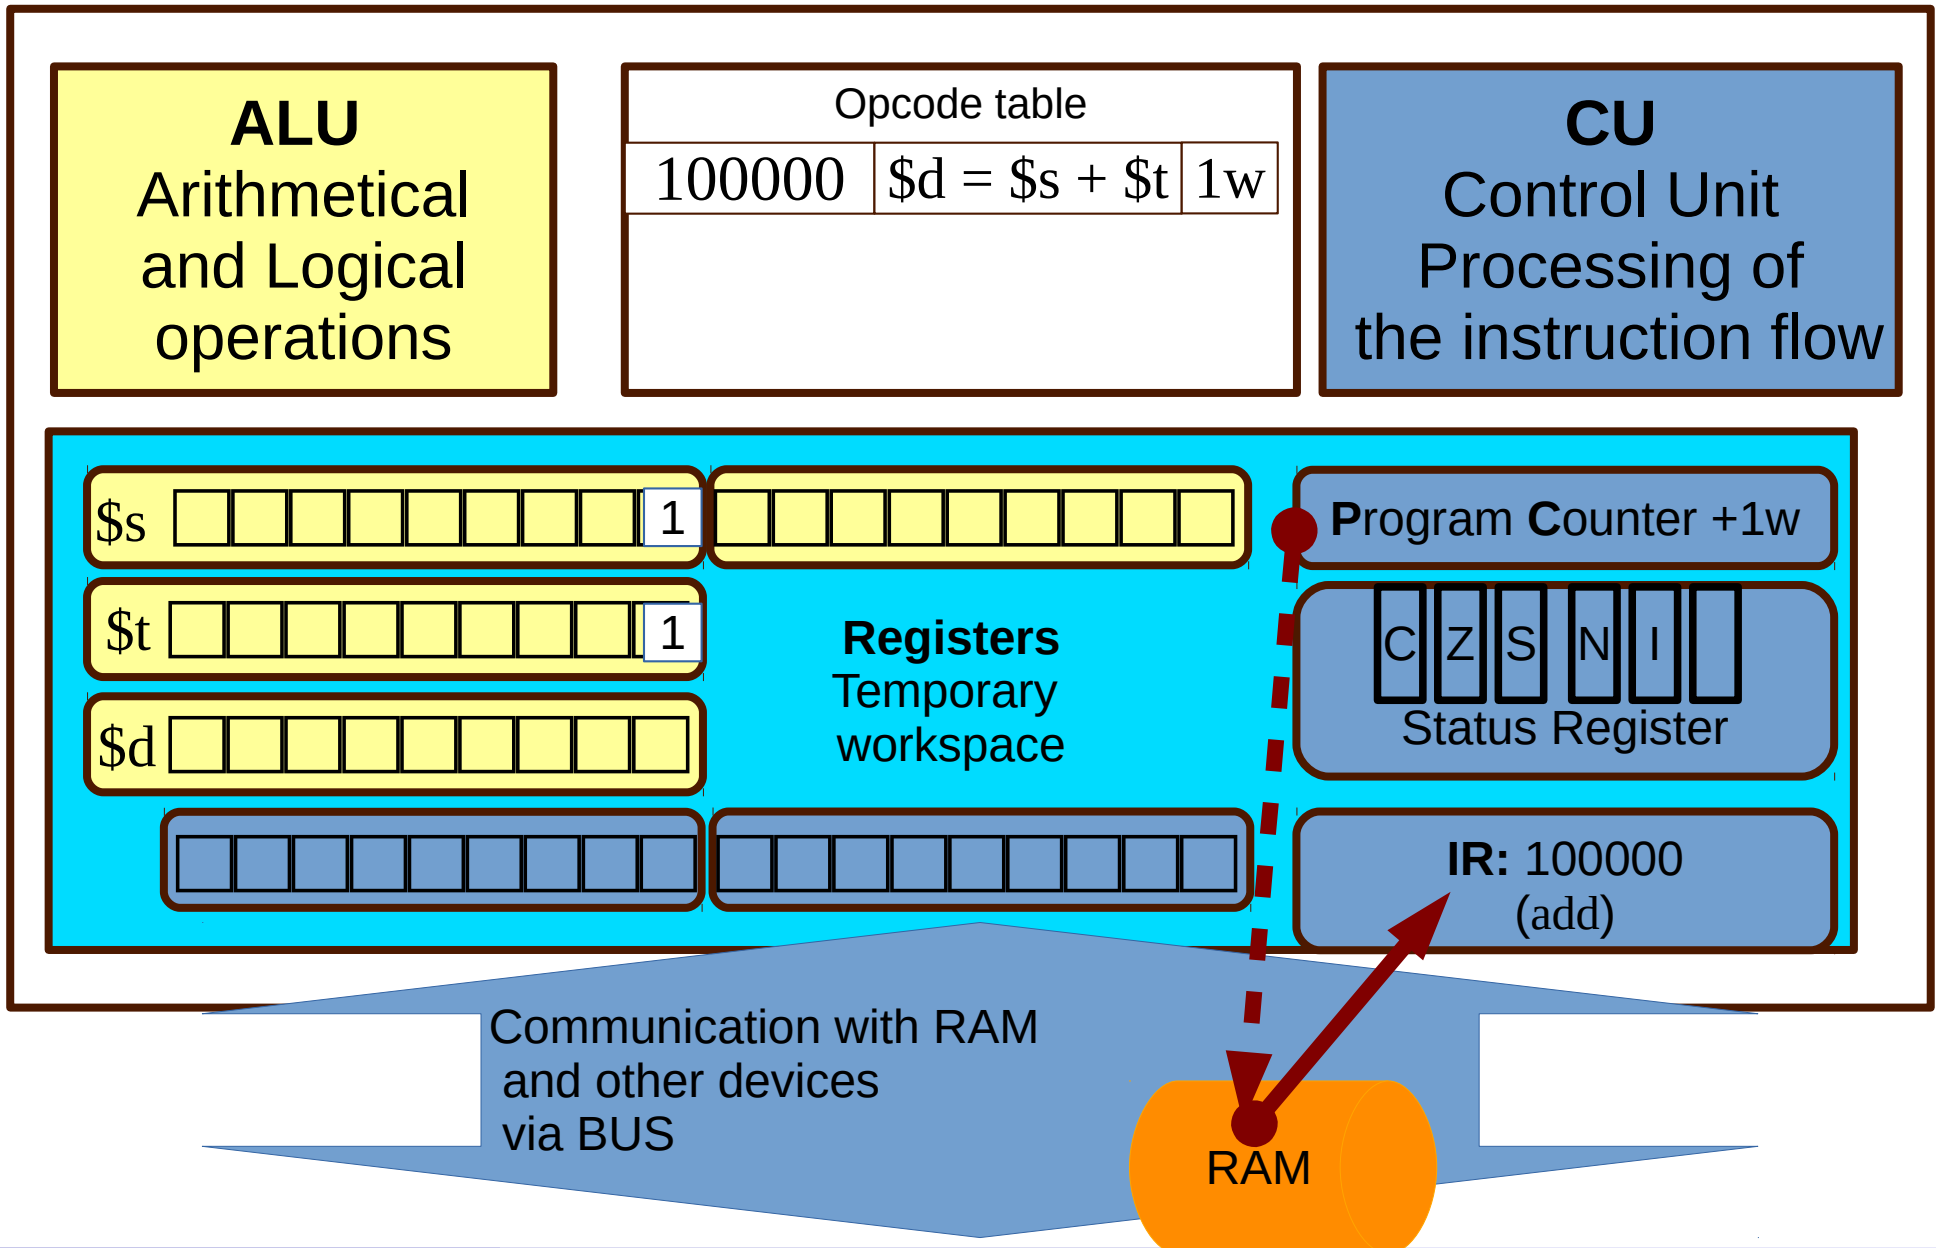 ALU
Arithmetical
and Logical
operations
Opcode table
100000 $d = $s + $t 1w
CU
Control Unit
Processing of
the instruction flow
$s 1
$t 1
$d
Registers
Temporary
workspace
Program Counter +1w
C Z S N I
Status Register
IR: 100000
(add)
Communication with RAM
and other devices
via BUS
RAM